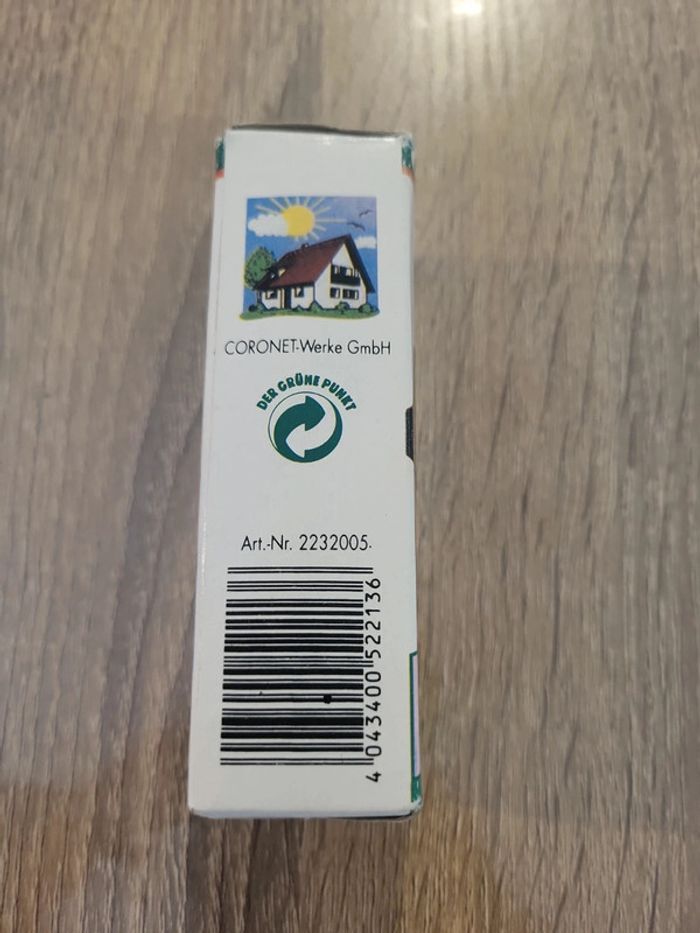 CORONET-Werke GmbH
DER GRÜNE PUNKT
Art.-Nr. 2232005.
4 043400 522136